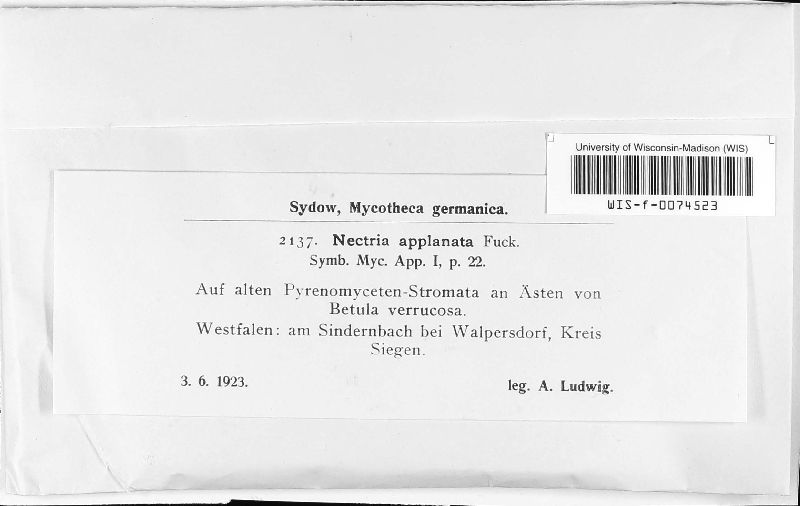 University of Wisconsin-Madison (WIS)
WIS-f-0074523
Sydow, Mycotheca germanica.
2137. Nectria applanata Fuck.
Symb. Myc. App. I, p. 22.
Auf alten Pyrenomyceten-Stromata an Ästen von
Betula verrucosa.
Westfalen: am Sindernbach bei Walpersdorf, Kreis
Siegen.
3. 6. 1923. leg. A. Ludwig.